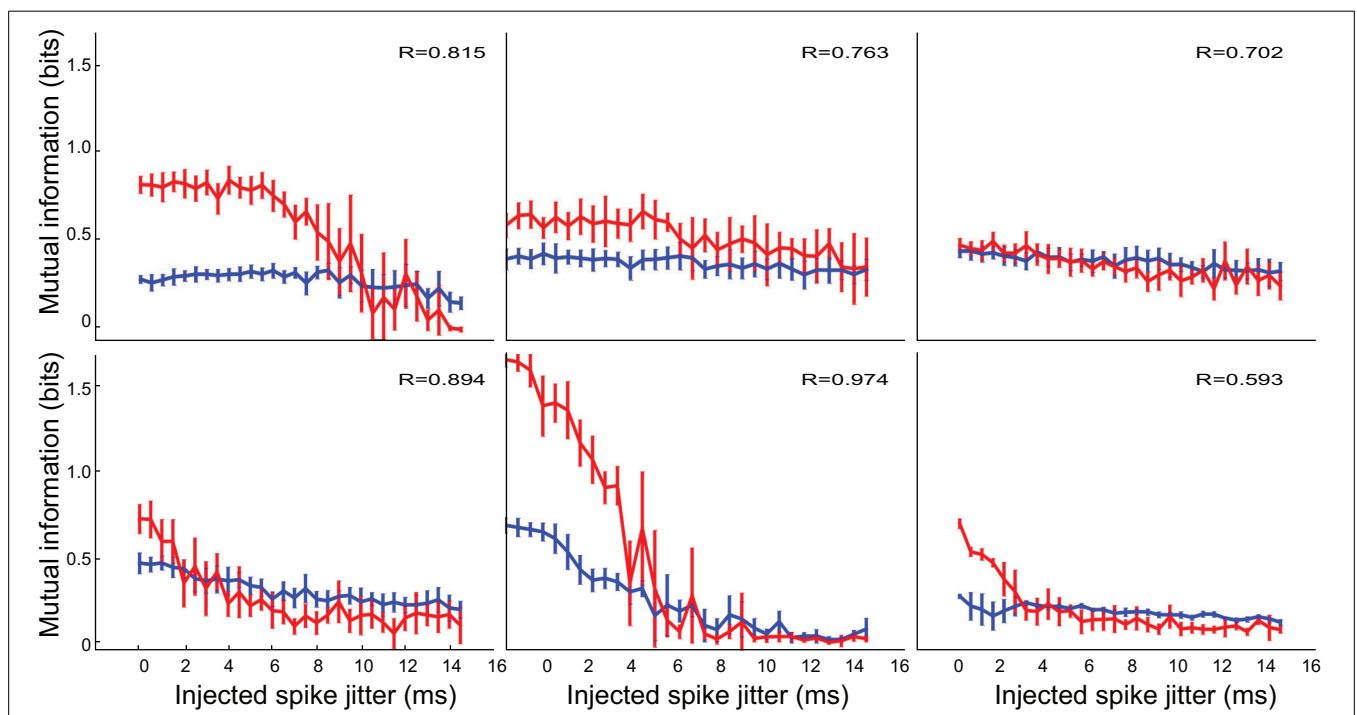 R=0.815
R=0.763
R=0.702
Mutual information (bits)
1.5
1.0
0.5
0
R=0.894
R=0.974
R=0.593
Mutual information (bits)
1.5
1.0
0.5
0
0 2 4 6 8 10 12 14 16
0 2 4 6 8 10 12 14 16
0 2 4 6 8 10 12 14 16
Injected spike jitter (ms)
Injected spike jitter (ms)
Injected spike jitter (ms)